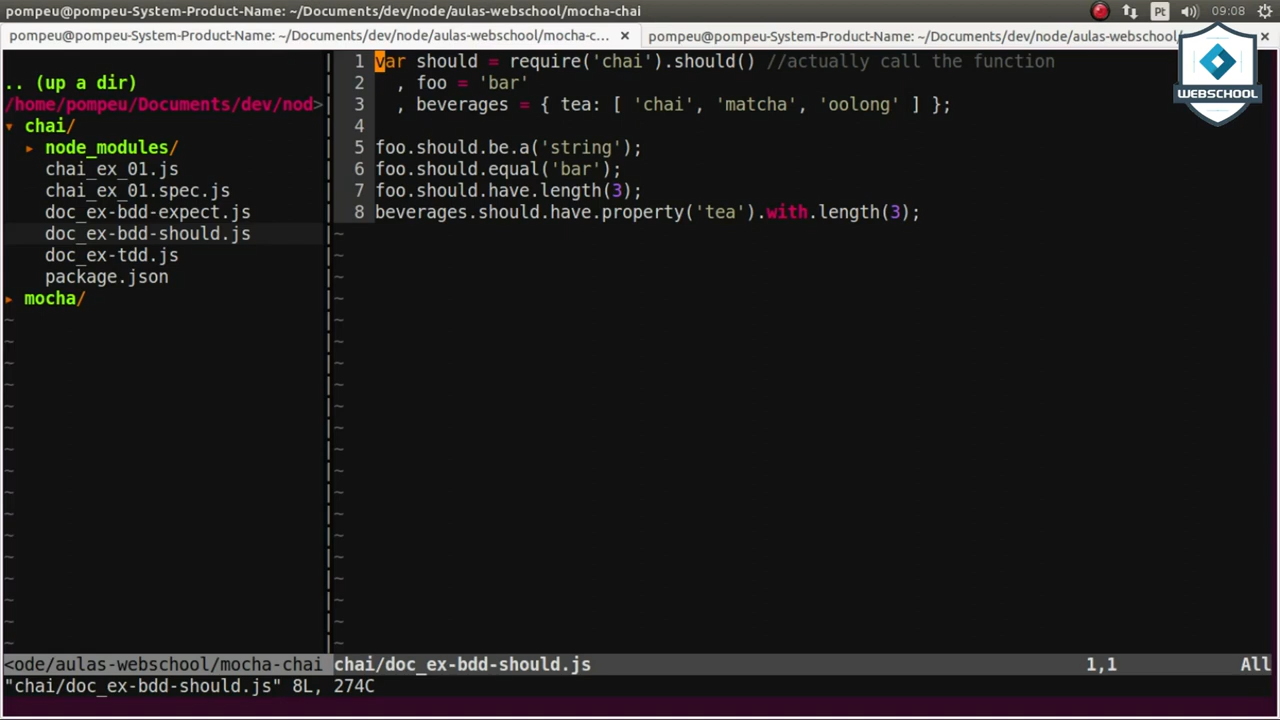 pompeu@pompeu-System-Product-Name: ~/Documents/dev/node/aulas-webschool/mocha-chai
Pt
09:08
pompeu@pompeu-System-Product-Name: ~/Documents/dev/node/aulas-webschool/mocha-c...
pompeu@pompeu-System-Product-Name: ~/Documents/dev/node/aulas-webschool/
WEBSCHOOL
.. (up a dir)
/home/pompeu/Documents/dev/nod>
▾ chai/
▸ node_modules/
chai_ex_01.js
chai_ex_01.spec.js
doc_ex-bdd-expect.js
doc_ex-bdd-should.js
doc_ex-tdd.js
package.json
▸ mocha/
1 var should = require('chai').should() //actually call the function
2 , foo = 'bar'
3 , beverages = { tea: [ 'chai', 'matcha', 'oolong' ] };
4
5 foo.should.be.a('string');
6 foo.should.equal('bar');
7 foo.should.have.length(3);
8 beverages.should.have.property('tea').with.length(3);
<ode/aulas-webschool/mocha-chai
chai/doc_ex-bdd-should.js 1,1 All
"chai/doc_ex-bdd-should.js" 8L, 274C